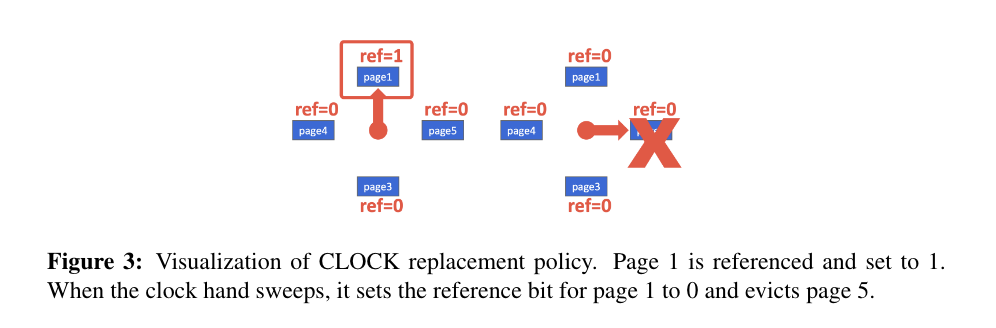 ref=1 ref=0
page1 page1
ref=0 ref=0 ref=0 ref=0
page4 page5 page4
page3 page3
ref=0 ref=0
Figure 3: Visualization of CLOCK replacement policy. Page 1 is referenced and set to 1.
When the clock hand sweeps, it sets the reference bit for page 1 to 0 and evicts page 5.